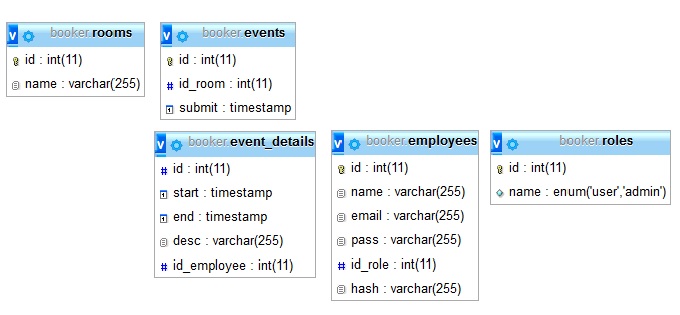 booker.rooms
id : int(11)
name : varchar(255)
booker.events
id : int(11)
id_room : int(11)
submit : timestamp
booker.event_details
id : int(11)
start : timestamp
end : timestamp
desc : varchar(255)
id_employee : int(11)
booker.employees
id : int(11)
name : varchar(255)
email : varchar(255)
pass : varchar(255)
id_role : int(11)
hash : varchar(255)
booker.roles
id : int(11)
name : enum('user','admin')